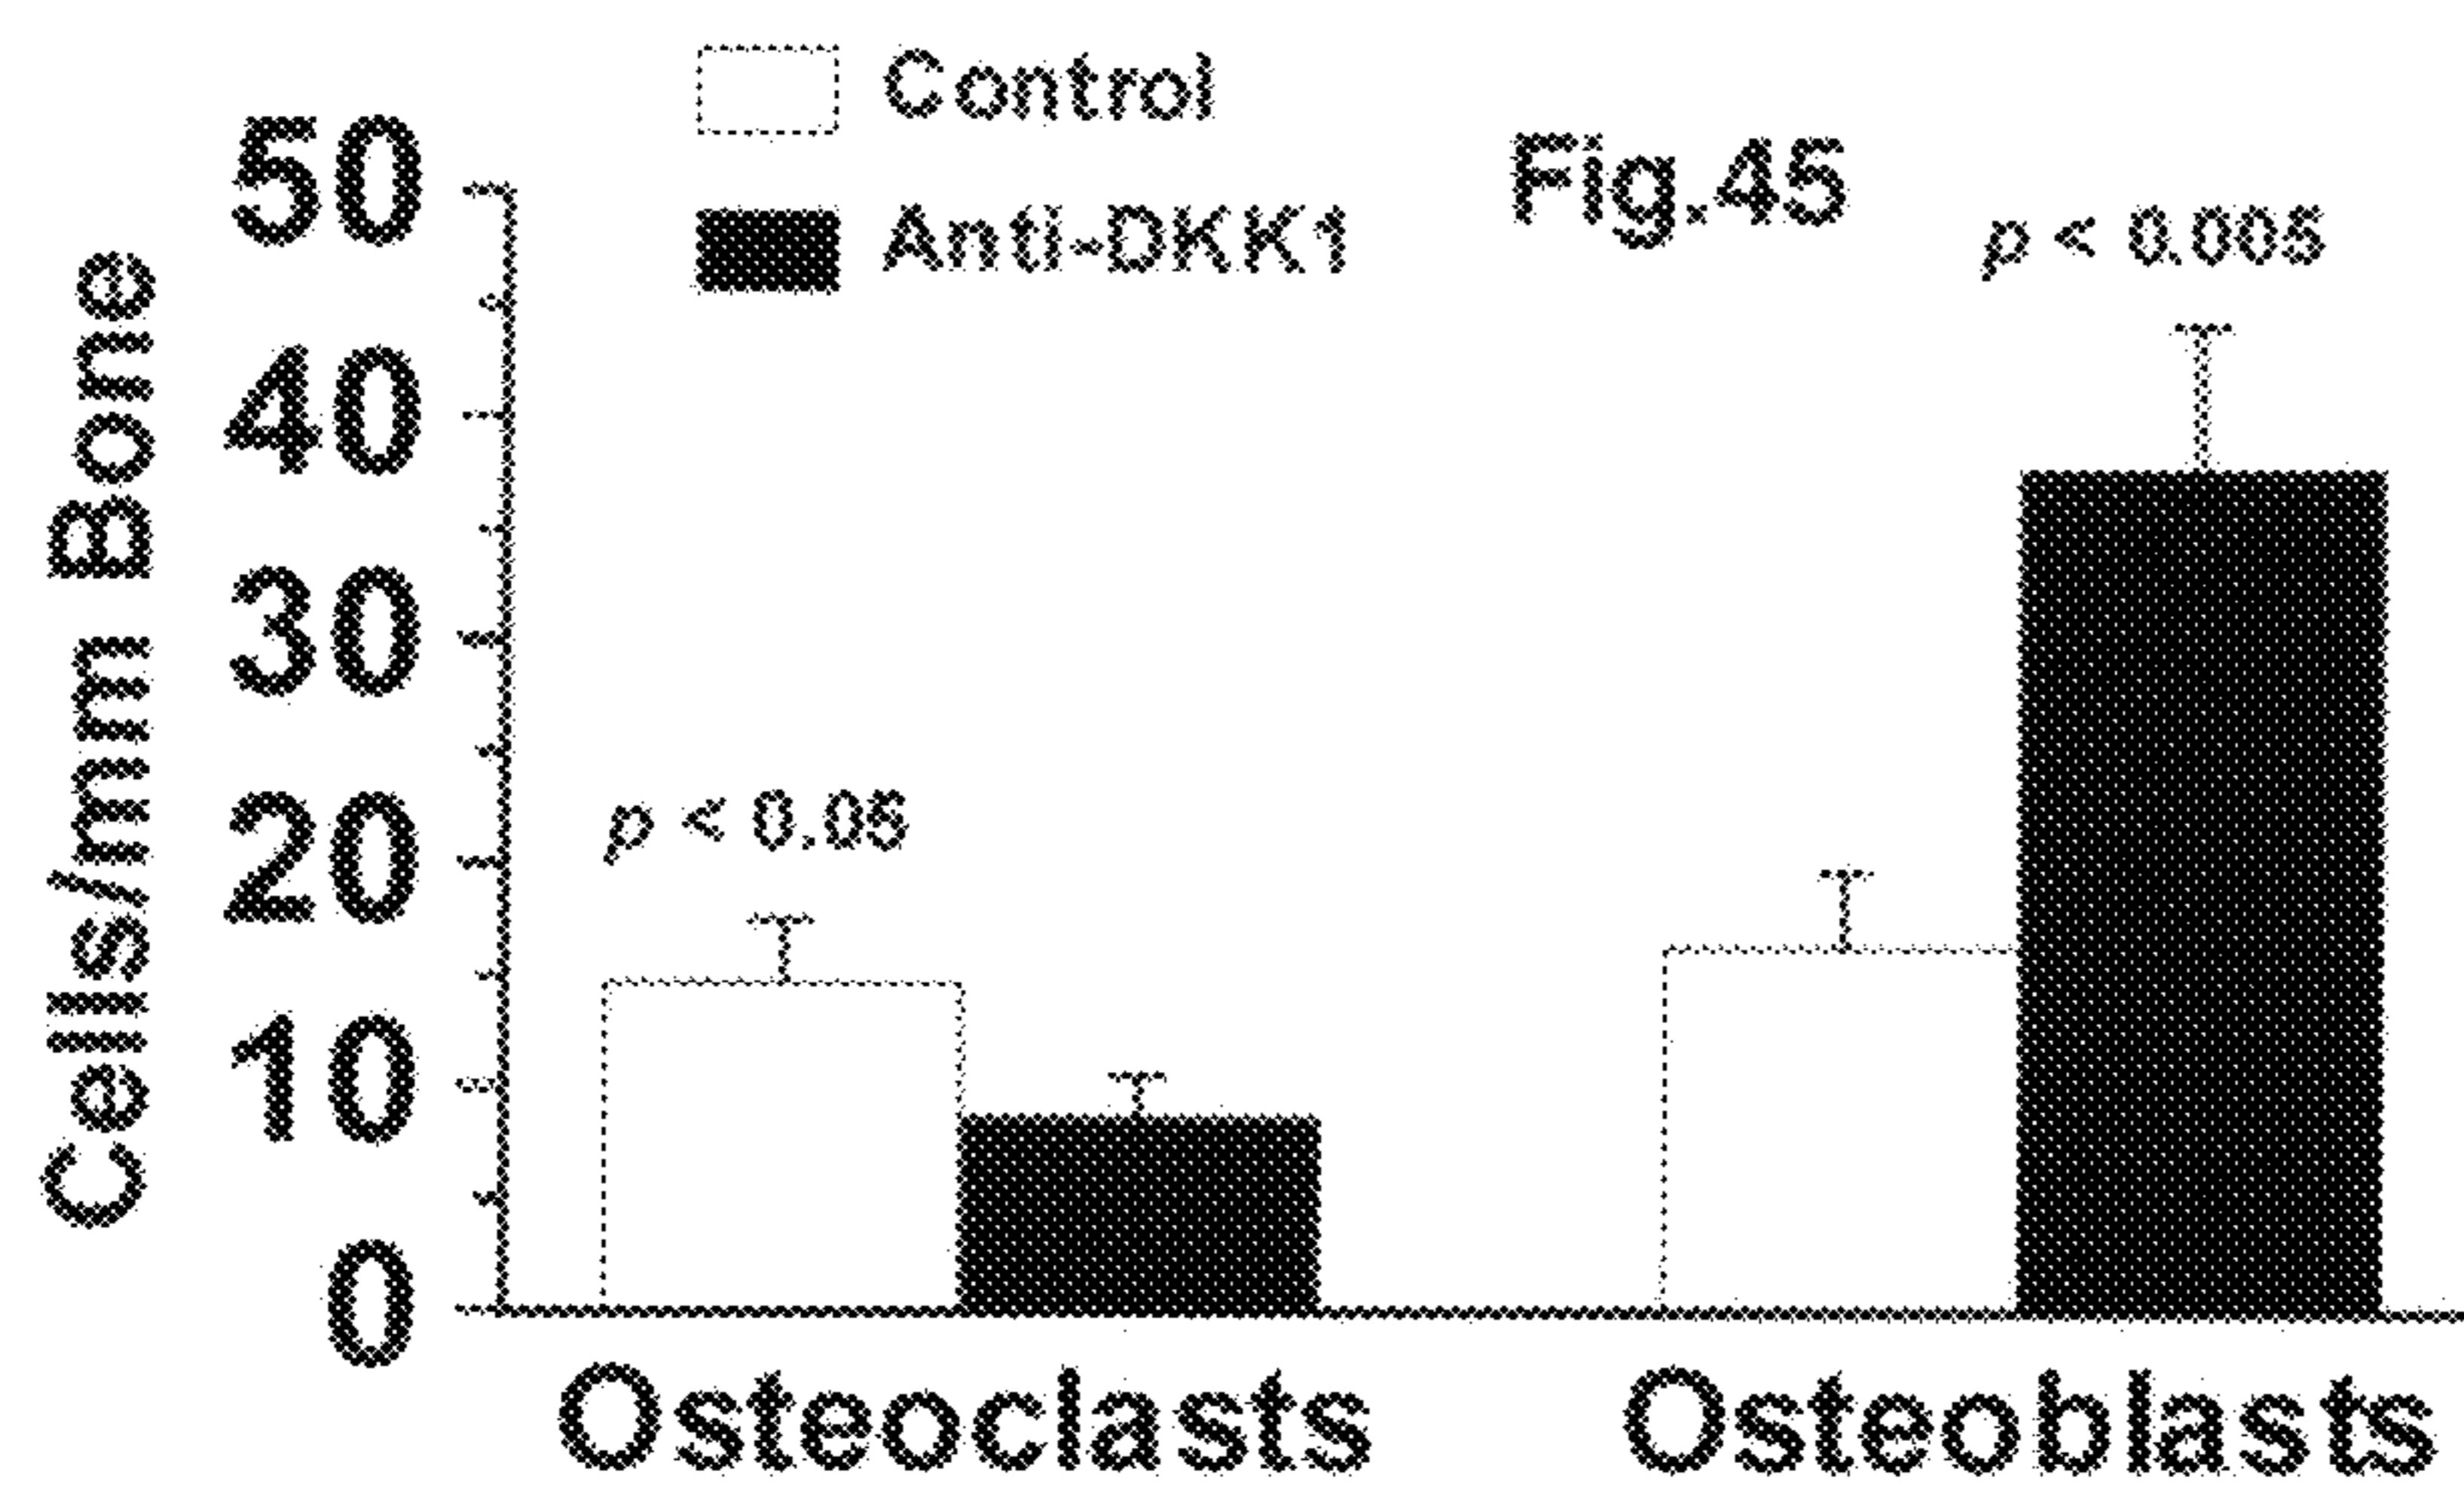 Control
Anti-DKK1
Fig.45
p < 0.005
50
40
30
20
10
0
Cells/mm Bone
p < 0.05
Osteoclasts
Osteoblasts